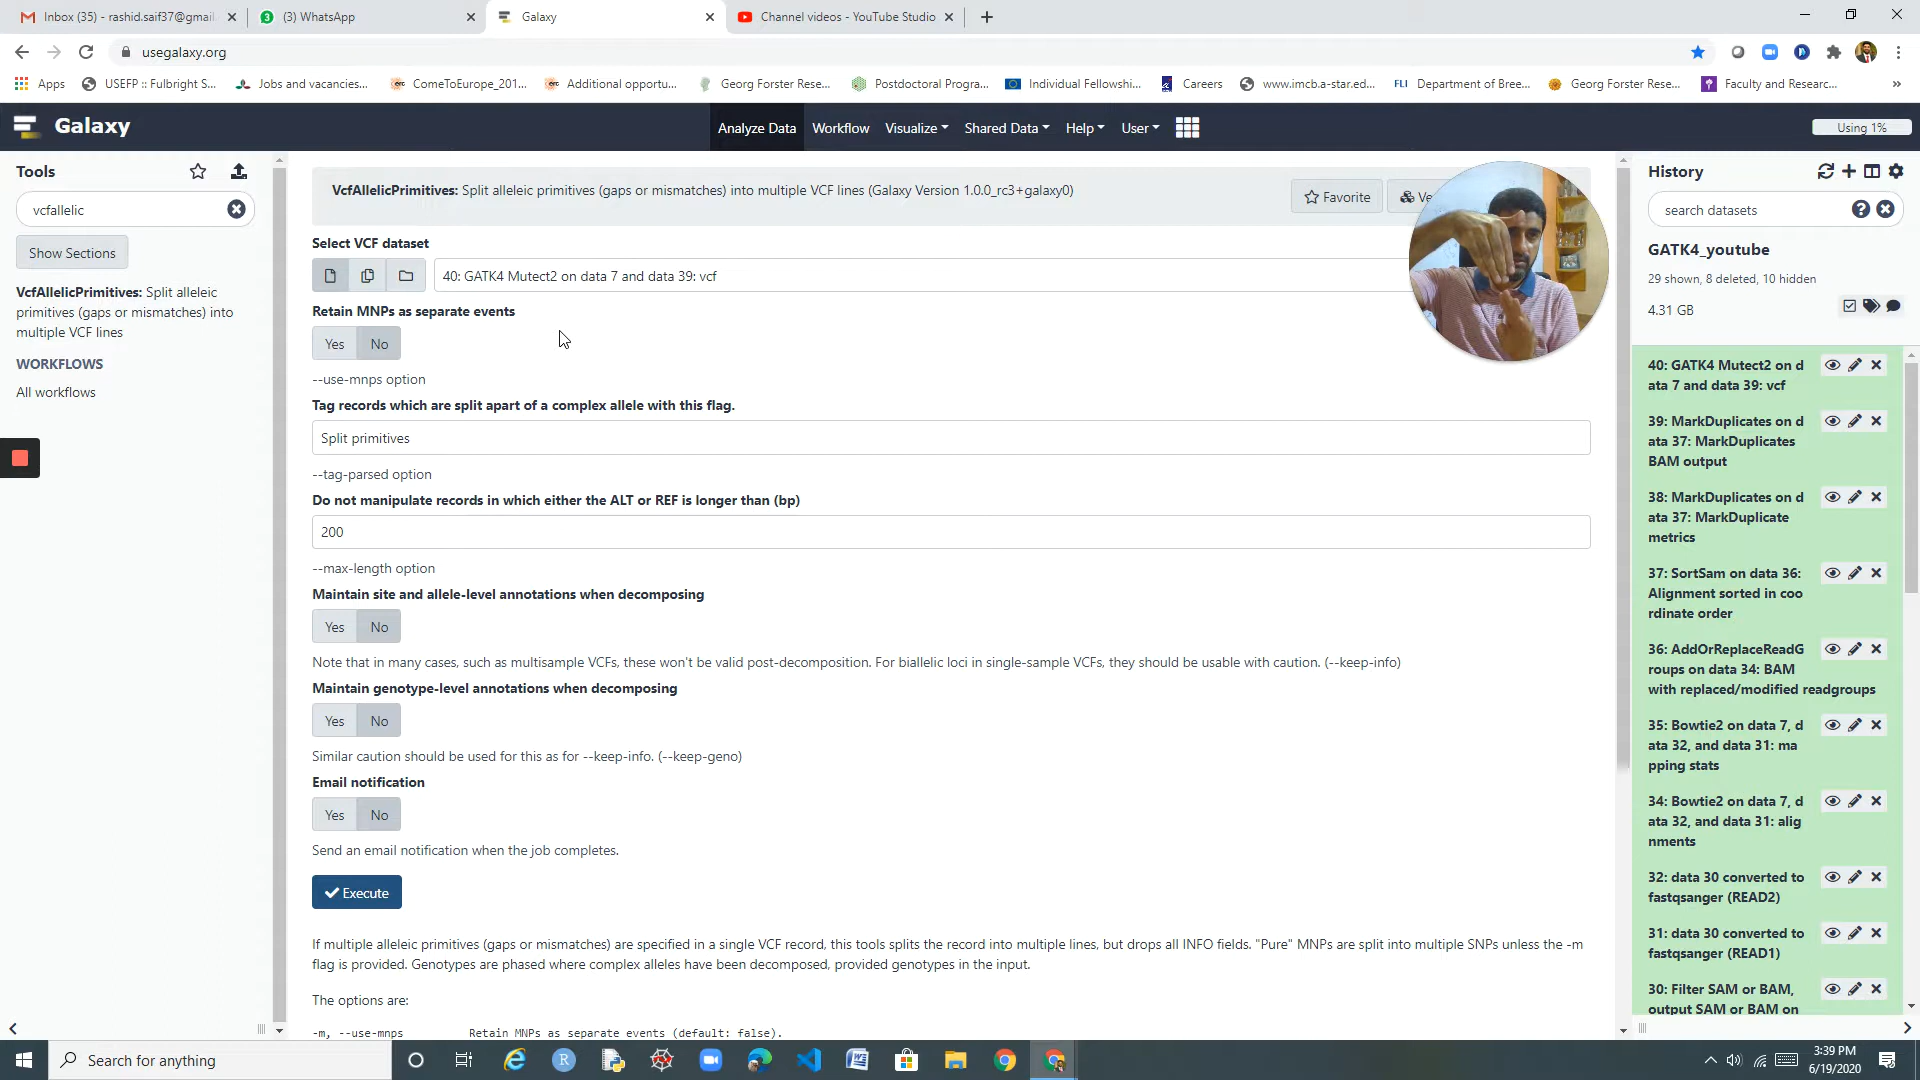 Inbox (35) - rashid.saif37@gmail
(3) WhatsApp
Galaxy
Channel videos - YouTube Studio
usegalaxy.org
Apps
USEFP :: Fulbright S...
Jobs and vacancies...
ComeToEurope_201...
Additional opportu...
Georg Forster Rese...
Postdoctoral Progra...
Individual Fellowshi...
Careers
www.imcb.a-star.ed...
FLI Department of Bree...
Georg Forster Rese...
Faculty and Researc...
Galaxy
Analyze Data
Workflow
Visualize
Shared Data
Help
User
Using 1%
Tools
vcfallelic
Show Sections
VcfAllelicPrimitives: Split alleleic
primitives (gaps or mismatches) into
multiple VCF lines
WORKFLOWS
All workflows
VcfAllelicPrimitives: Split alleleic primitives (gaps or mismatches) into multiple VCF lines (Galaxy Version 1.0.0_rc3+galaxy0)
Favorite
Ve
Select VCF dataset
40: GATK4 Mutect2 on data 7 and data 39: vcf
Retain MNPs as separate events
Yes No
--use-mnps option
Tag records which are split apart of a complex allele with this flag.
Split primitives
--tag-parsed option
Do not manipulate records in which either the ALT or REF is longer than (bp)
200
--max-length option
Maintain site and allele-level annotations when decomposing
Yes No
Note that in many cases, such as multisample VCFs, these won't be valid post-decomposition. For biallelic loci in single-sample VCFs, they should be usable with caution. (--keep-info)
Maintain genotype-level annotations when decomposing
Yes No
Similar caution should be used for this as for --keep-info. (--keep-geno)
Email notification
Yes No
Send an email notification when the job completes.
Execute
If multiple alleleic primitives (gaps or mismatches) are specified in a single VCF record, this tools splits the record into multiple lines, but drops all INFO fields. "Pure" MNPs are split into multiple SNPs unless the -m
flag is provided. Genotypes are phased where complex alleles have been decomposed, provided genotypes in the input.
The options are:
-m, --use-mnps Retain MNPs as separate events (default: false).
History
search datasets
GATK4_youtube
29 shown, 8 deleted, 10 hidden
4.31 GB
40: GATK4 Mutect2 on d
ata 7 and data 39: vcf
39: MarkDuplicates on d
ata 37: MarkDuplicates
BAM output
38: MarkDuplicates on d
ata 37: MarkDuplicate
metrics
37: SortSam on data 36:
Alignment sorted in coo
rdinate order
36: AddOrReplaceReadG
roups on data 34: BAM
with replaced/modified readgroups
35: Bowtie2 on data 7, d
ata 32, and data 31: ma
pping stats
34: Bowtie2 on data 7, d
ata 32, and data 31: alig
nments
32: data 30 converted to
fastqsanger (READ2)
31: data 30 converted to
fastqsanger (READ1)
30: Filter SAM or BAM,
output SAM or BAM on
Search for anything
3:39 PM
6/19/2020